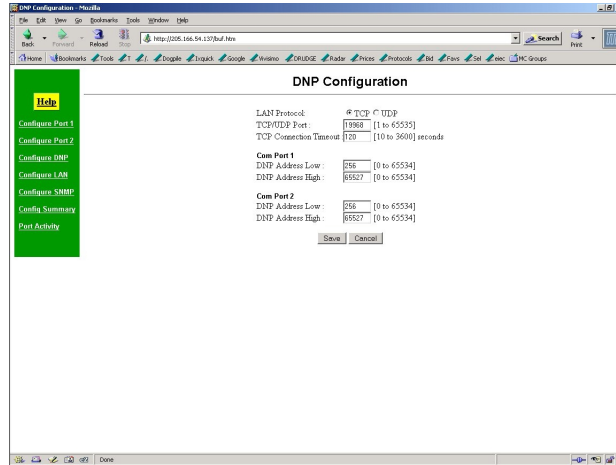 DNP Configuration - Mozilla
File Edit View Go Bookmarks Tools Window Help
Back Forward Reload Stop http://205.166.54.137/buf.htm Search Print
Home Bookmarks Tools T /. Dogpile Ixquick Google Wvisimo DRUDGE Radar Prices Protocols Bid Favs Sel eiec MC Groups
DNP Configuration
Help
Configure Port 1
Configure Port 2
Configure DNP
Configure LAN
Configure SNMP
Config Summary
Port Activity
LAN Protocol: TCP UDP
TCP/UDP Port : 19968 [1 to 65535]
TCP Connection Timeout 120 [10 to 3600] seconds
Com Port 1
DNP Address Low : 256 [0 to 65534]
DNP Address High : 65527 [0 to 65534]
Com Port 2
DNP Address Low : 256 [0 to 65534]
DNP Address High : 65527 [0 to 65534]
Save Cancel
Done